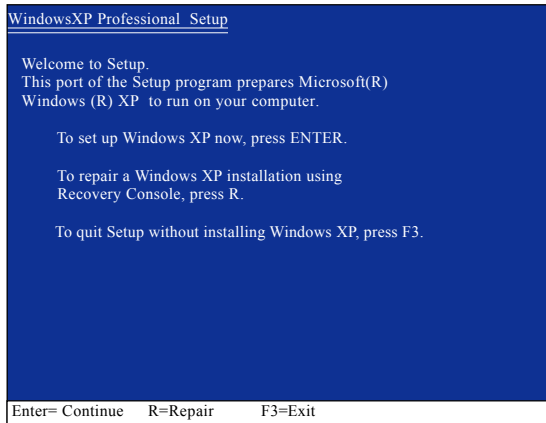 WindowsXP Professional Setup
Welcome to Setup.
This port of the Setup program prepares Microsoft(R)
Windows (R) XP to run on your computer.
To set up Windows XP now, press ENTER.
To repair a Windows XP installation using
Recovery Console, press R.
To quit Setup without installing Windows XP, press F3.
Enter= Continue R=Repair F3=Exit